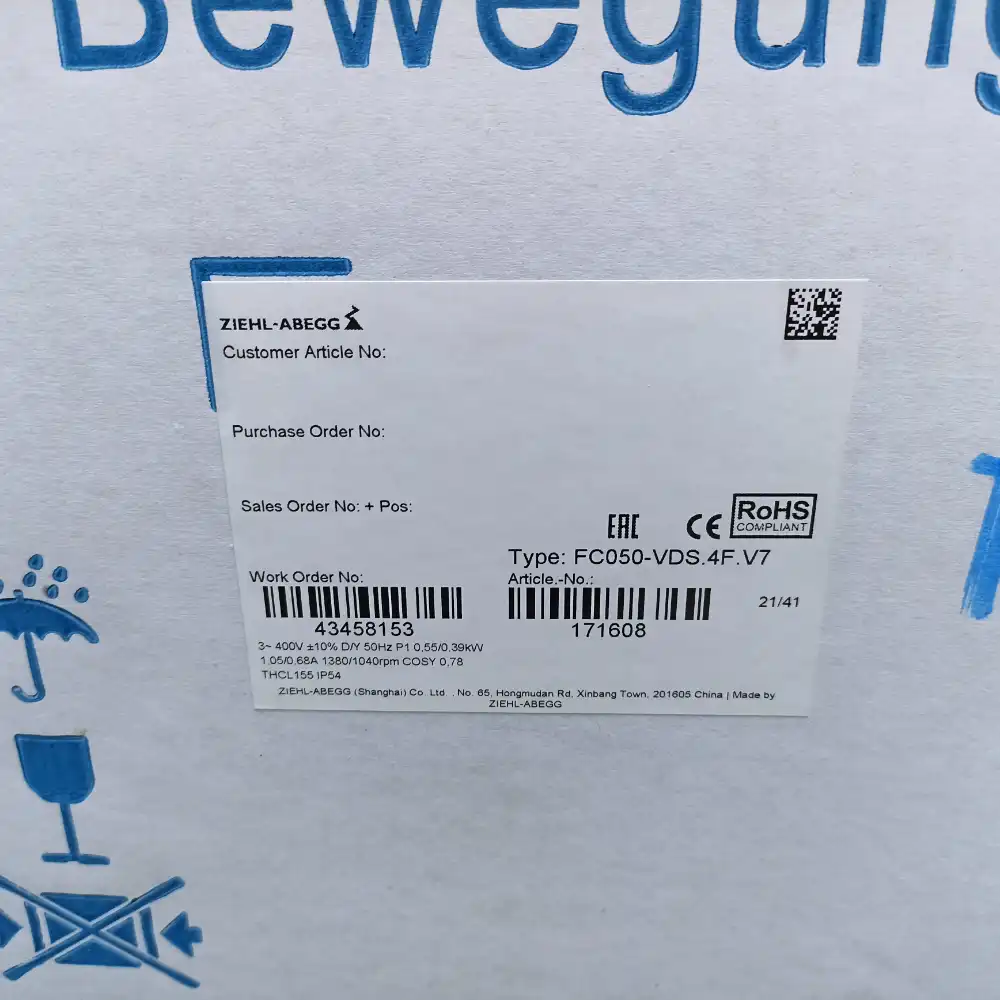 Bewegung
ZIEHL-ABEGG
Customer Article No:
Purchase Order No:
Sales Order No: + Pos:
EAC CE RoHS
COMPLIANT
Type: FC050-VDS.4F.V7
Work Order No:
Article.-No.:
21/41
43458153
171608
3~ 400V ±10% D/Y 50Hz P1 0,55/0,39kW
1,05/0,68A 1380/1040rpm COSY 0,78
THCL155 IP54
ZIEHL-ABEGG (Shanghai) Co. Ltd. , No. 65, Hongmudan Rd, Xinbang Town, 201605 China | Made by
ZIEHL-ABEGG